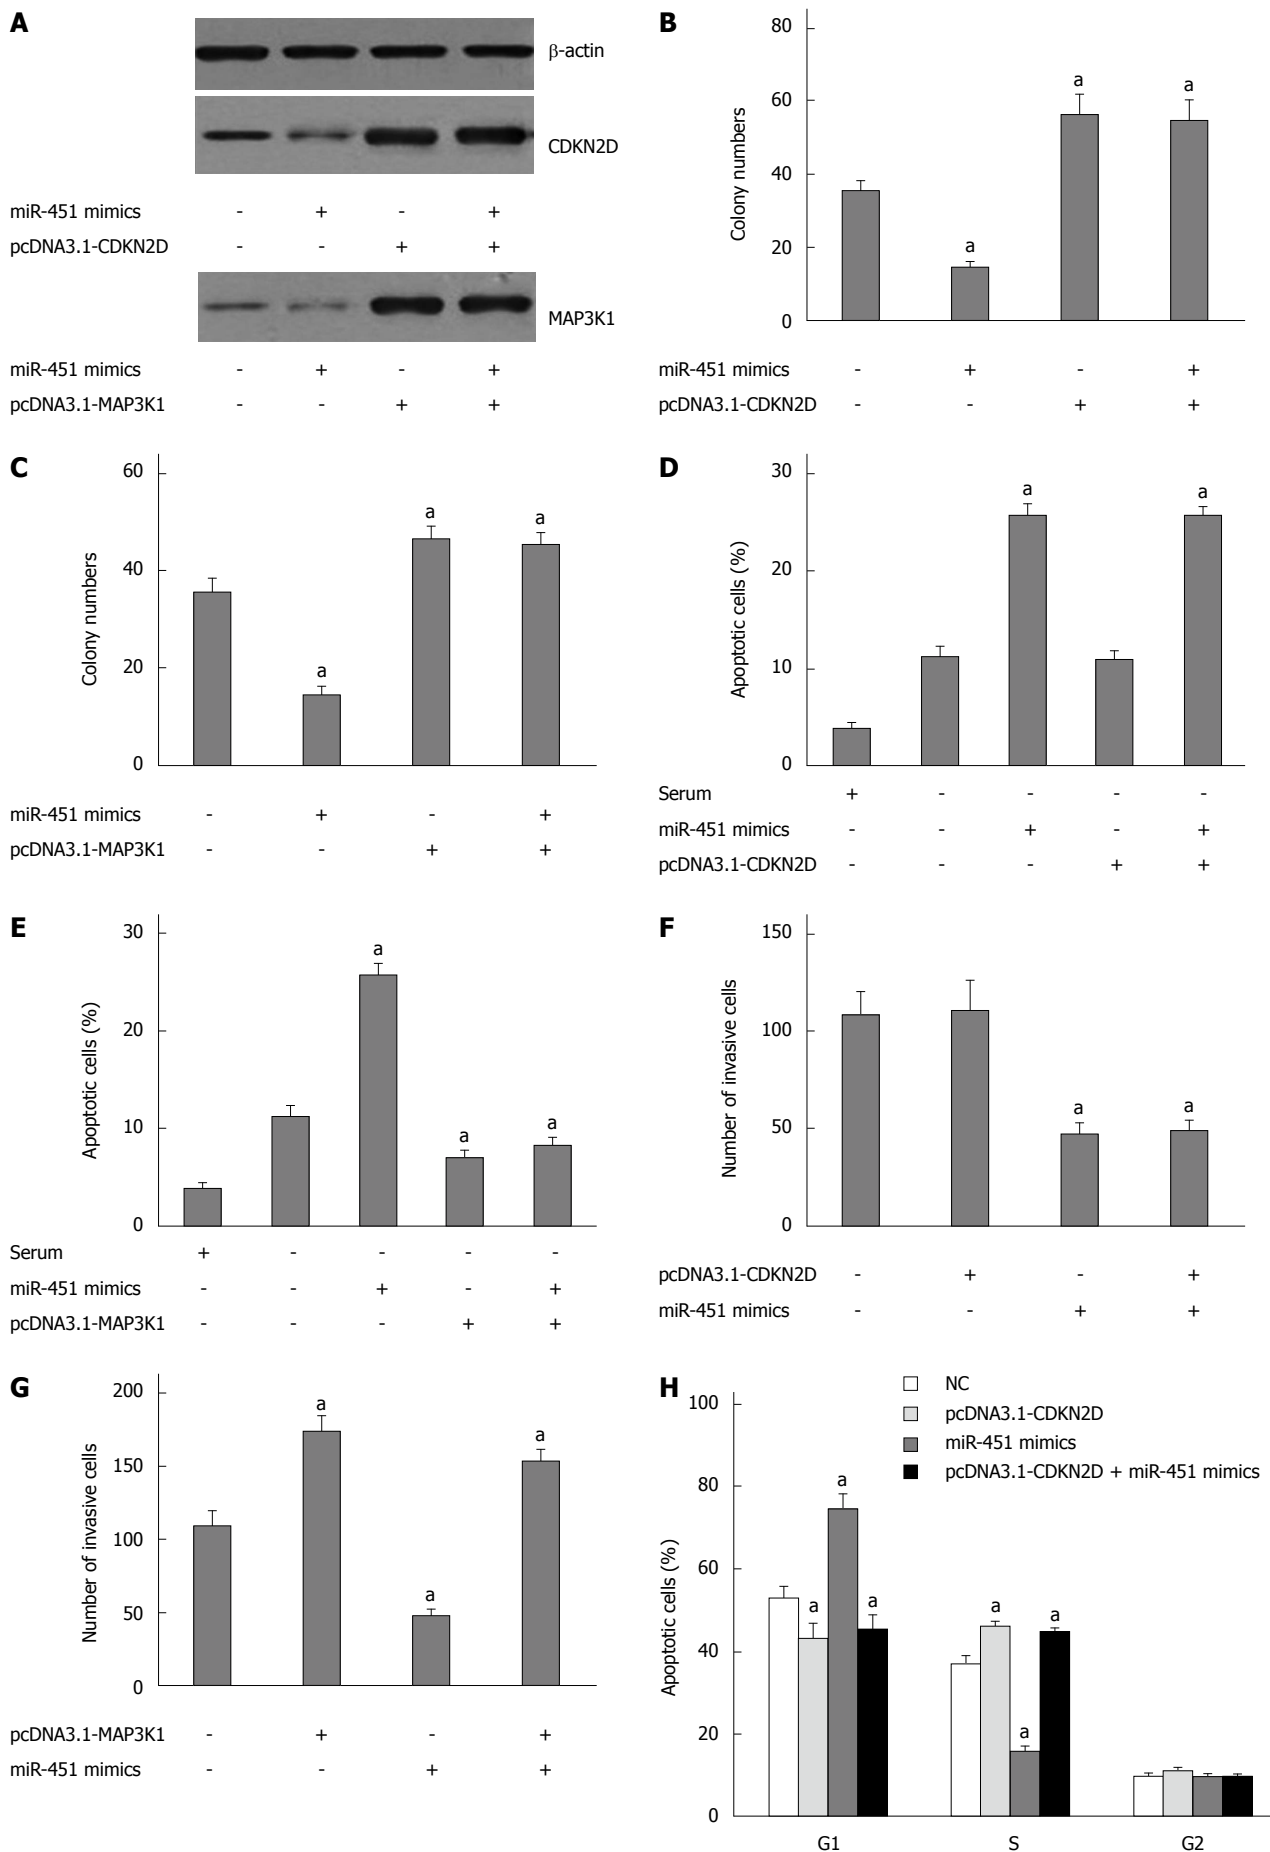 A
β-actin
CDKN2D
miR-451 mimics - + - +
pcDNA3.1-CDKN2D - - + +
MAP3K1
miR-451 mimics - + - +
pcDNA3.1-MAP3K1 - - + +
B
Colony numbers
80
60
40
20
0
a
a
a
miR-451 mimics - + - +
pcDNA3.1-CDKN2D - - + +
C
Colony numbers
60
40
20
0
a
a
a
miR-451 mimics - + - +
pcDNA3.1-MAP3K1 - - + +
D
Apoptotic cells (%)
30
20
10
0
a
a
Serum + - - - -
miR-451 mimics - - + - +
pcDNA3.1-CDKN2D - - - + +
E
Apoptotic cells (%)
30
20
10
0
a
a
a
Serum + - - - -
miR-451 mimics - - + - +
pcDNA3.1-MAP3K1 - - - + +
F
Number of invasive cells
150
100
50
0
a
a
pcDNA3.1-CDKN2D - + - +
miR-451 mimics - - + +
G
Number of invasive cells
200
150
100
50
0
a
a
a
pcDNA3.1-MAP3K1 - + - +
miR-451 mimics - - + +
H
NC
pcDNA3.1-CDKN2D
miR-451 mimics
pcDNA3.1-CDKN2D + miR-451 mimics
Apoptotic cells (%)
100
80
60
40
20
0
a
a
a
a
a
a
G1 S G2